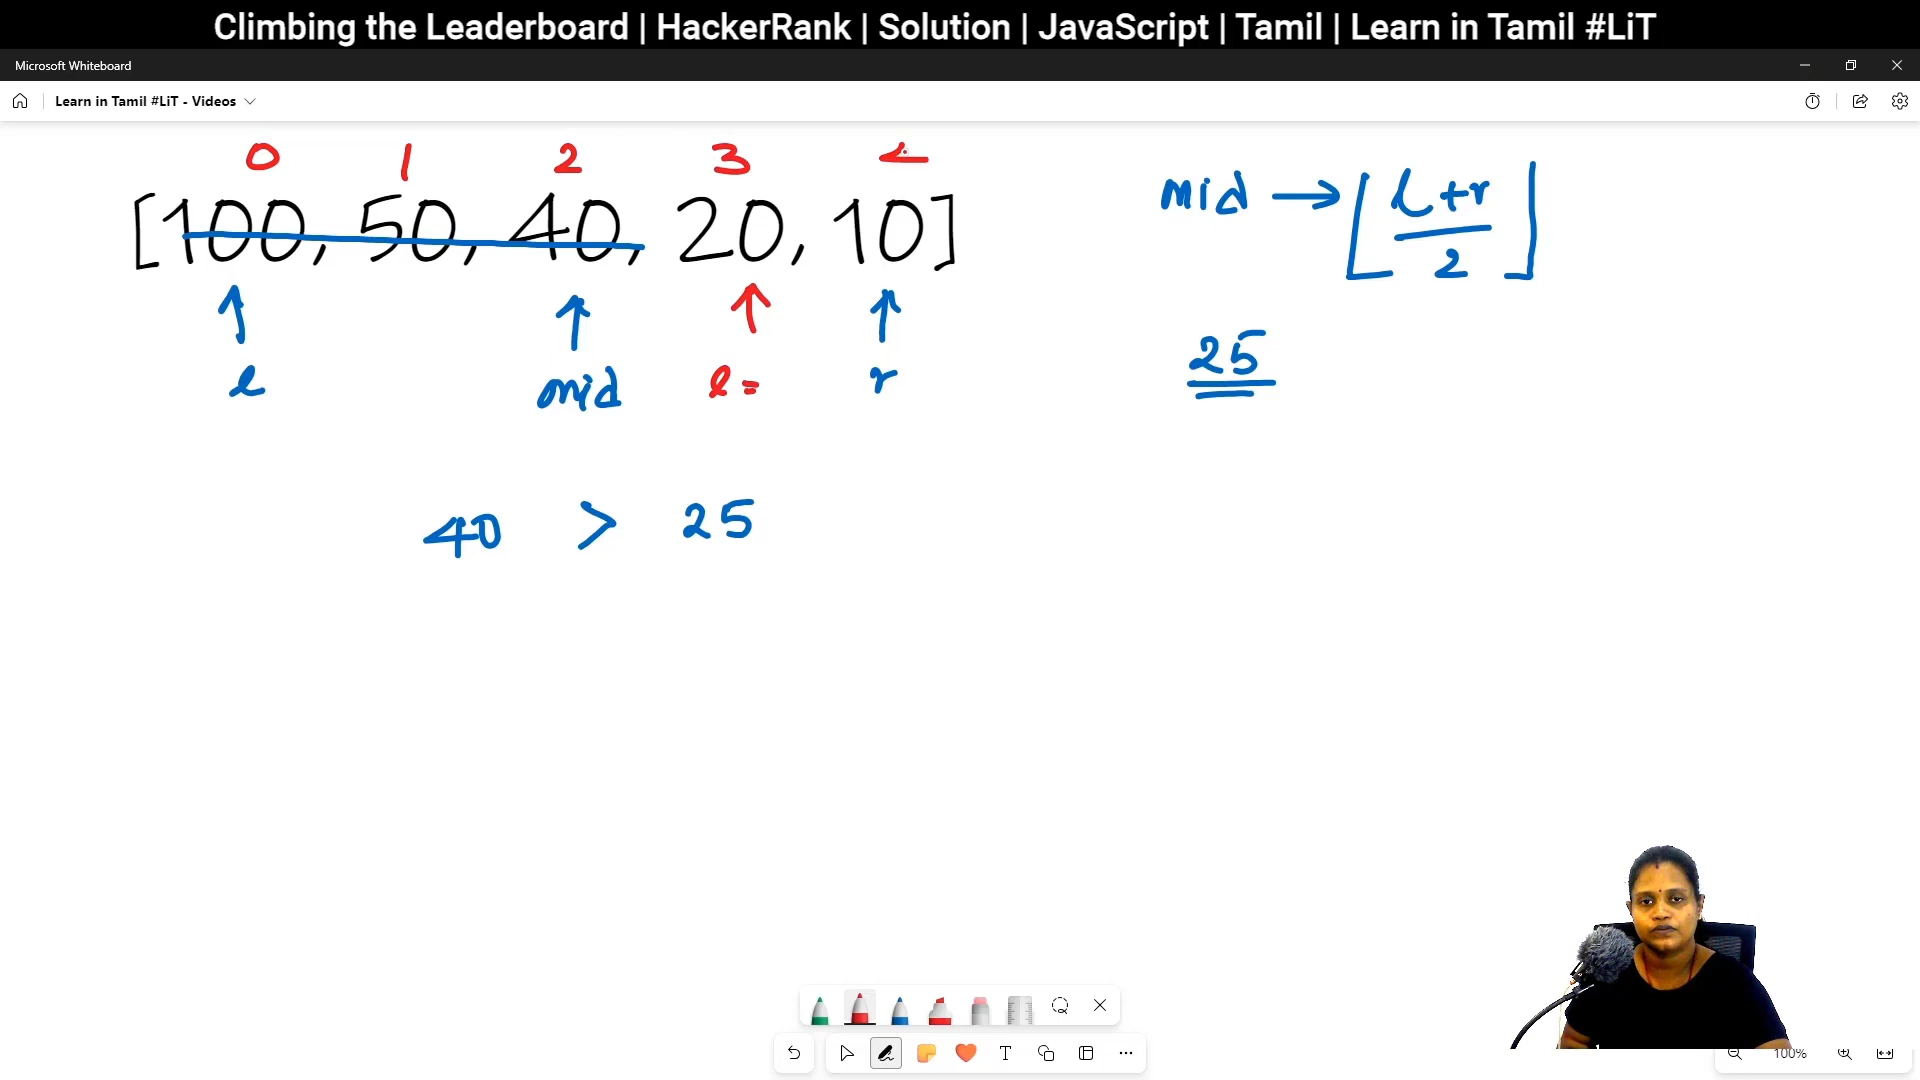 Climbing the Leaderboard | HackerRank | Solution | JavaScript | Tamil | Learn in Tamil #LiT
Microsoft Whiteboard
Learn in Tamil #LiT - Videos
0 1 2 3
[100, 50, 40, 20, 10]
l mid l = r
40 > 25
mid → ⌊ l+r
2 ⌋
25
T
100%